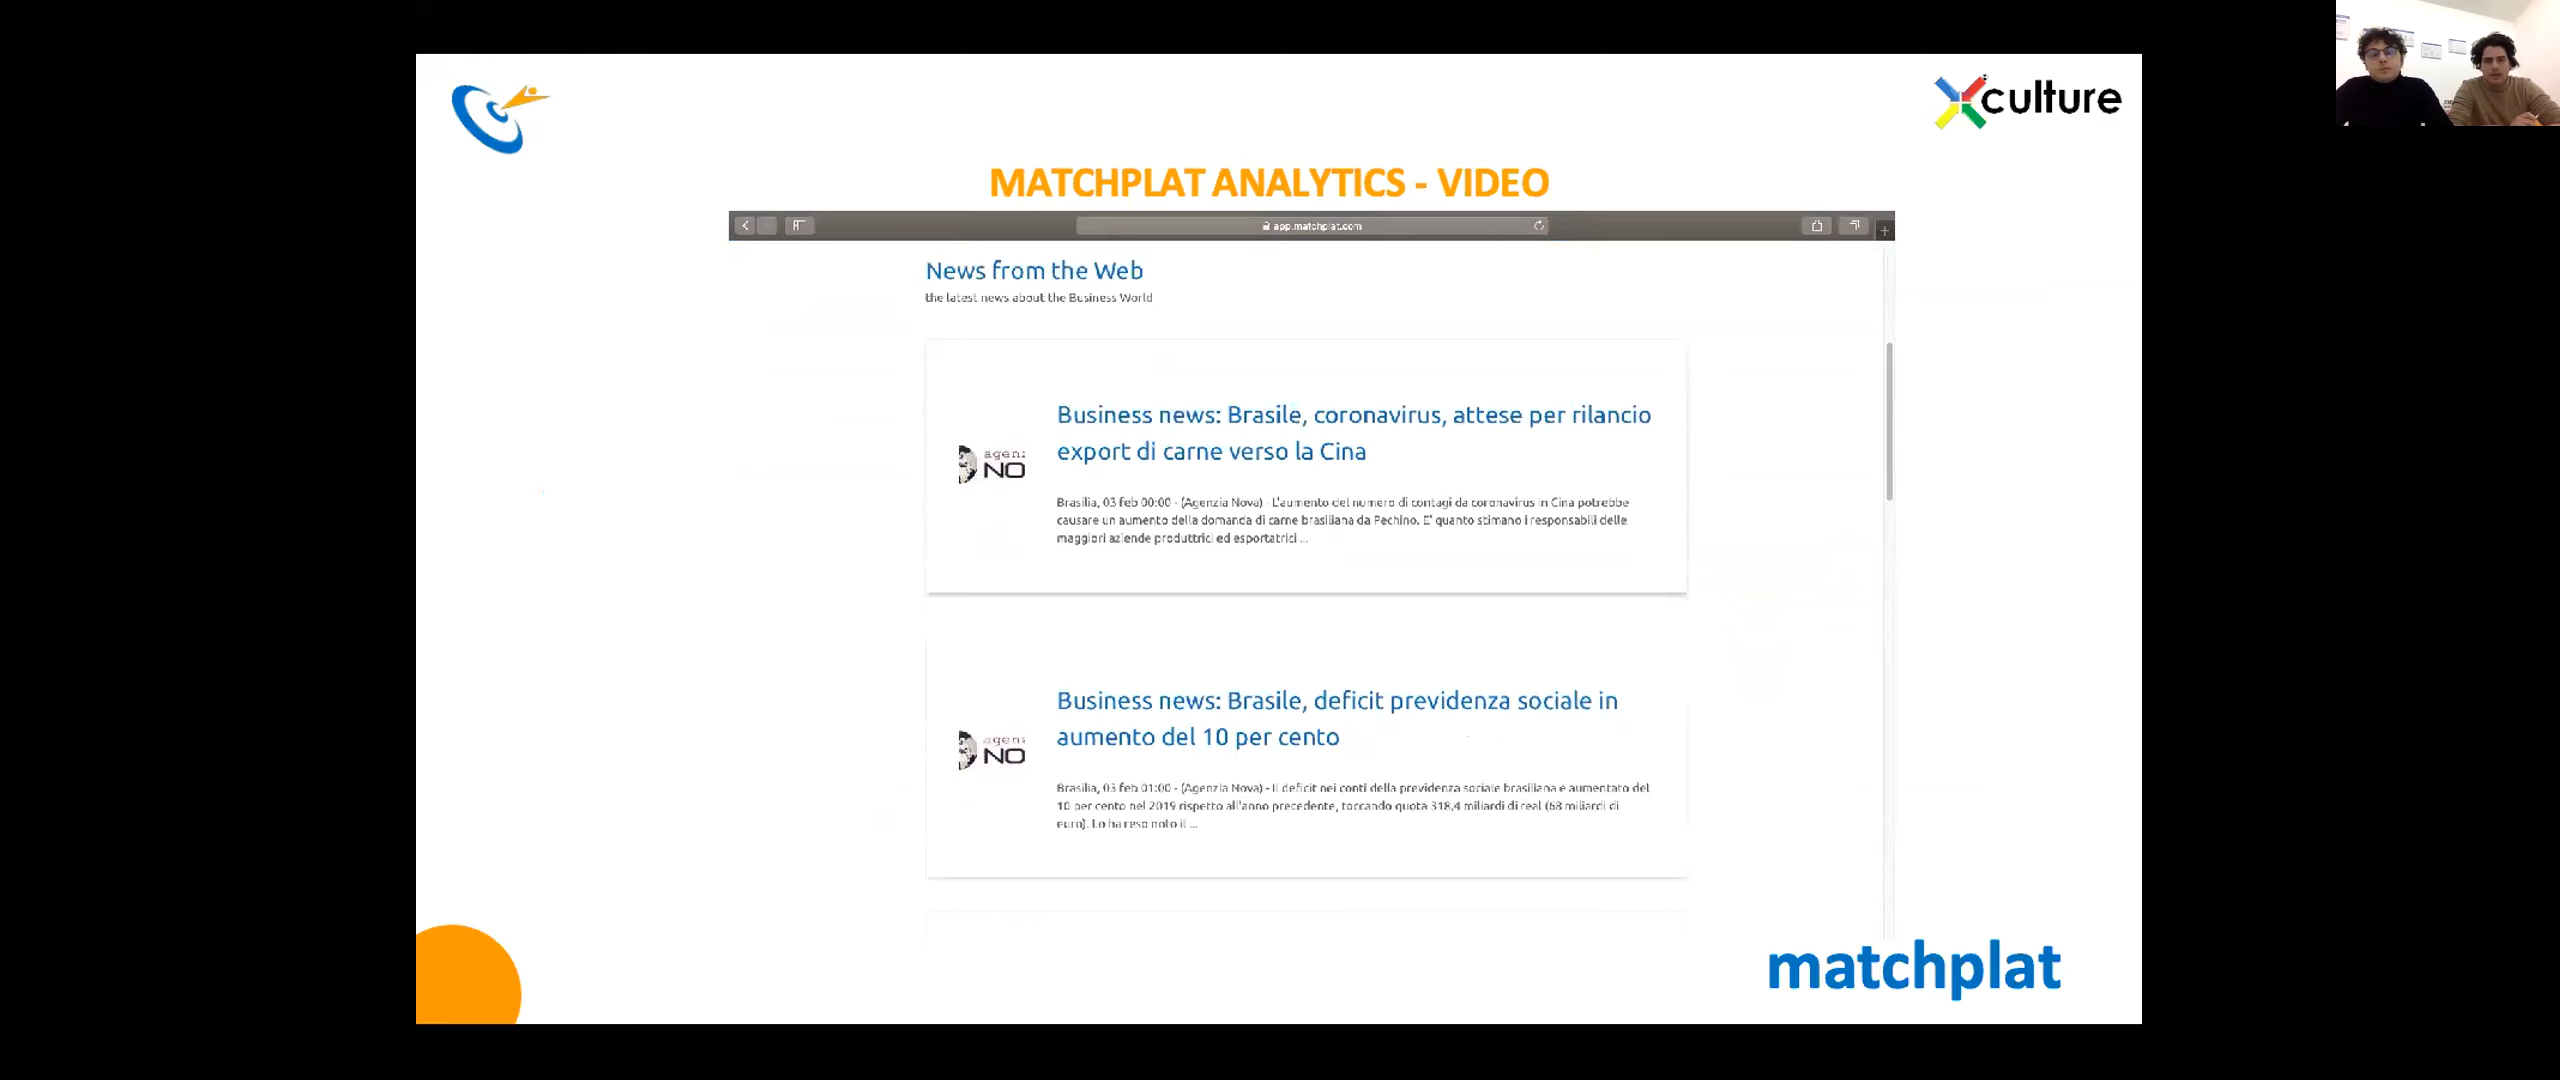 culture
MATCHPLAT ANALYTICS - VIDEO
app.matchplat.com
News from the Web
the latest news about the Business World
Business news: Brasile, coronavirus, attese per rilancio
export di carne verso la Cina
agen:
NO
Brasilia, 03 feb 00:00 - (Agenzia Nova) - L'aumento del numero di contagi da coronavirus in Cina potrebbe
causare un aumento della domanda di carne brasiliana da Pechino. E' quanto stimano i responsabili delle
maggiori aziende produttrici ed esportatrici ...
Business news: Brasile, deficit previdenza sociale in
aumento del 10 per cento
agen:
NO
Brasilia, 03 feb 01:00 - (Agenzia Nova) - Il deficit nei conti della previdenza sociale brasiliana e aumentato del
10 per cento nel 2019 rispetto all'anno precedente, toccando quota 318,4 miliardi di real (68 miliardi di
euro). Lo ha reso noto il ...
matchplat